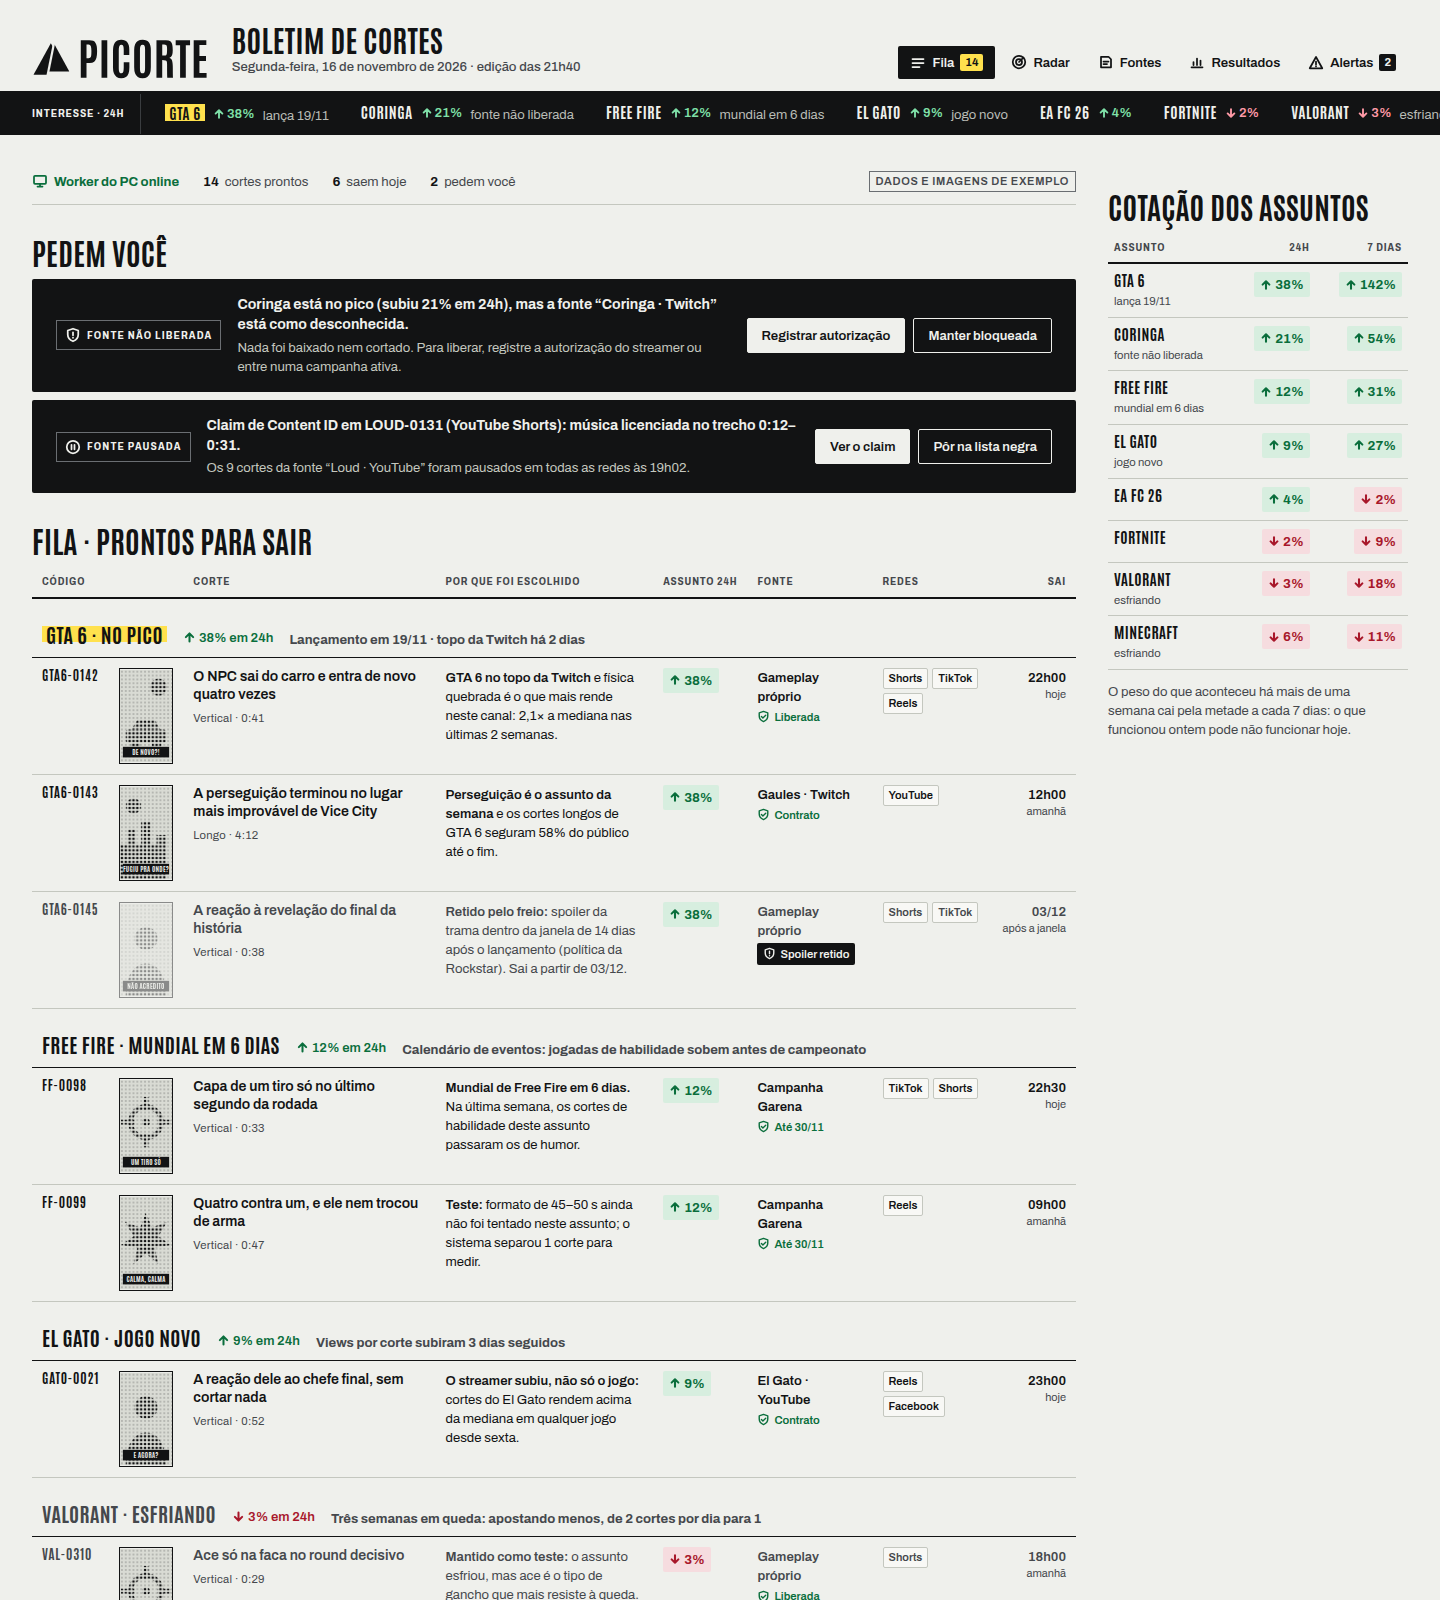 PICORTE
BOLETIM DE CORTES
Segunda-feira, 16 de novembro de 2026 · edição das 21h40
Fila 14
Radar
Fontes
Resultados
Alertas 2
INTERESSE · 24H
GTA 6 38% lança 19/11
CORINGA 21% fonte não liberada
FREE FIRE 12% mundial em 6 dias
EL GATO 9% jogo novo
EA FC 26 4%
FORTNITE 2%
VALORANT 3% esfrian
Worker do PC online
14 cortes prontos
6 saem hoje
2 pedem você
DADOS E IMAGENS DE EXEMPLO
PEDEM VOCÊ
FONTE NÃO LIBERADA
Coringa está no pico (subiu 21% em 24h), mas a fonte “Coringa · Twitch”
está como desconhecida.
Nada foi baixado nem cortado. Para liberar, registre a autorização do streamer ou
entre numa campanha ativa.
Registrar autorização
Manter bloqueada
FONTE PAUSADA
Claim de Content ID em LOUD-0131 (YouTube Shorts): música licenciada no trecho 0:12–
0:31.
Os 9 cortes da fonte “Loud · YouTube” foram pausados em todas as redes às 19h02.
Ver o claim
Pôr na lista negra
FILA · PRONTOS PARA SAIR
CÓDIGO CORTE POR QUE FOI ESCOLHIDO ASSUNTO 24H FONTE REDES SAI
GTA 6 · NO PICO 38% em 24h Lançamento em 19/11 · topo da Twitch há 2 dias
GTA6-0142
DE NOVO?!
O NPC sai do carro e entra de novo
quatro vezes
Vertical · 0:41
GTA 6 no topo da Twitch e física
quebrada é o que mais rende
neste canal: 2,1× a mediana nas
últimas 2 semanas.
38%
Gameplay
próprio
Liberada
Shorts TikTok
Reels
22h00
hoje
GTA6-0143
FUGIU PRA ONDE?
A perseguição terminou no lugar
mais improvável de Vice City
Longo · 4:12
Perseguição é o assunto da
semana e os cortes longos de
GTA 6 seguram 58% do público
até o fim.
38%
Gaules · Twitch
Contrato
YouTube
12h00
amanhã
GTA6-0145
NÃO ACREDITO
A reação à revelação do final da
história
Vertical · 0:38
Retido pelo freio: spoiler da
trama dentro da janela de 14 dias
após o lançamento (política da
Rockstar). Sai a partir de 03/12.
38%
Gameplay
próprio
Spoiler retido
Shorts TikTok
03/12
após a janela
FREE FIRE · MUNDIAL EM 6 DIAS 12% em 24h Calendário de eventos: jogadas de habilidade sobem antes de campeonato
FF-0098
UM TIRO SÓ
Capa de um tiro só no último
segundo da rodada
Vertical · 0:33
Mundial de Free Fire em 6 dias.
Na última semana, os cortes de
habilidade deste assunto
passaram os de humor.
12%
Campanha
Garena
Até 30/11
TikTok Shorts
22h30
hoje
FF-0099
CALMA, CALMA
Quatro contra um, e ele nem trocou
de arma
Vertical · 0:47
Teste: formato de 45–50 s ainda
não foi tentado neste assunto; o
sistema separou 1 corte para
medir.
12%
Campanha
Garena
Até 30/11
Reels
09h00
amanhã
EL GATO · JOGO NOVO 9% em 24h Views por corte subiram 3 dias seguidos
GATO-0021
E AGORA?
A reação dele ao chefe final, sem
cortar nada
Vertical · 0:52
O streamer subiu, não só o jogo:
cortes do El Gato rendem acima
da mediana em qualquer jogo
desde sexta.
9%
El Gato ·
YouTube
Contrato
Reels
Facebook
23h00
hoje
VALORANT · ESFRIANDO 3% em 24h Três semanas em queda: apostando menos, de 2 cortes por dia para 1
VAL-0310
Ace só na faca no round decisivo
Vertical · 0:29
Mantido como teste: o assunto
esfriou, mas ace é o tipo de
gancho que mais resiste à queda.
3%
Gameplay
próprio
Liberada
Shorts
18h00
amanhã
COTAÇÃO DOS ASSUNTOS
ASSUNTO 24H 7 DIAS
GTA 6 38% 142%
lança 19/11
CORINGA 21% 54%
fonte não liberada
FREE FIRE 12% 31%
mundial em 6 dias
EL GATO 9% 27%
jogo novo
EA FC 26 4% 2%
FORTNITE 2% 9%
VALORANT 3% 18%
esfriando
MINECRAFT 6% 11%
esfriando
O peso do que aconteceu há mais de uma
semana cai pela metade a cada 7 dias: o que
funcionou ontem pode não funcionar hoje.